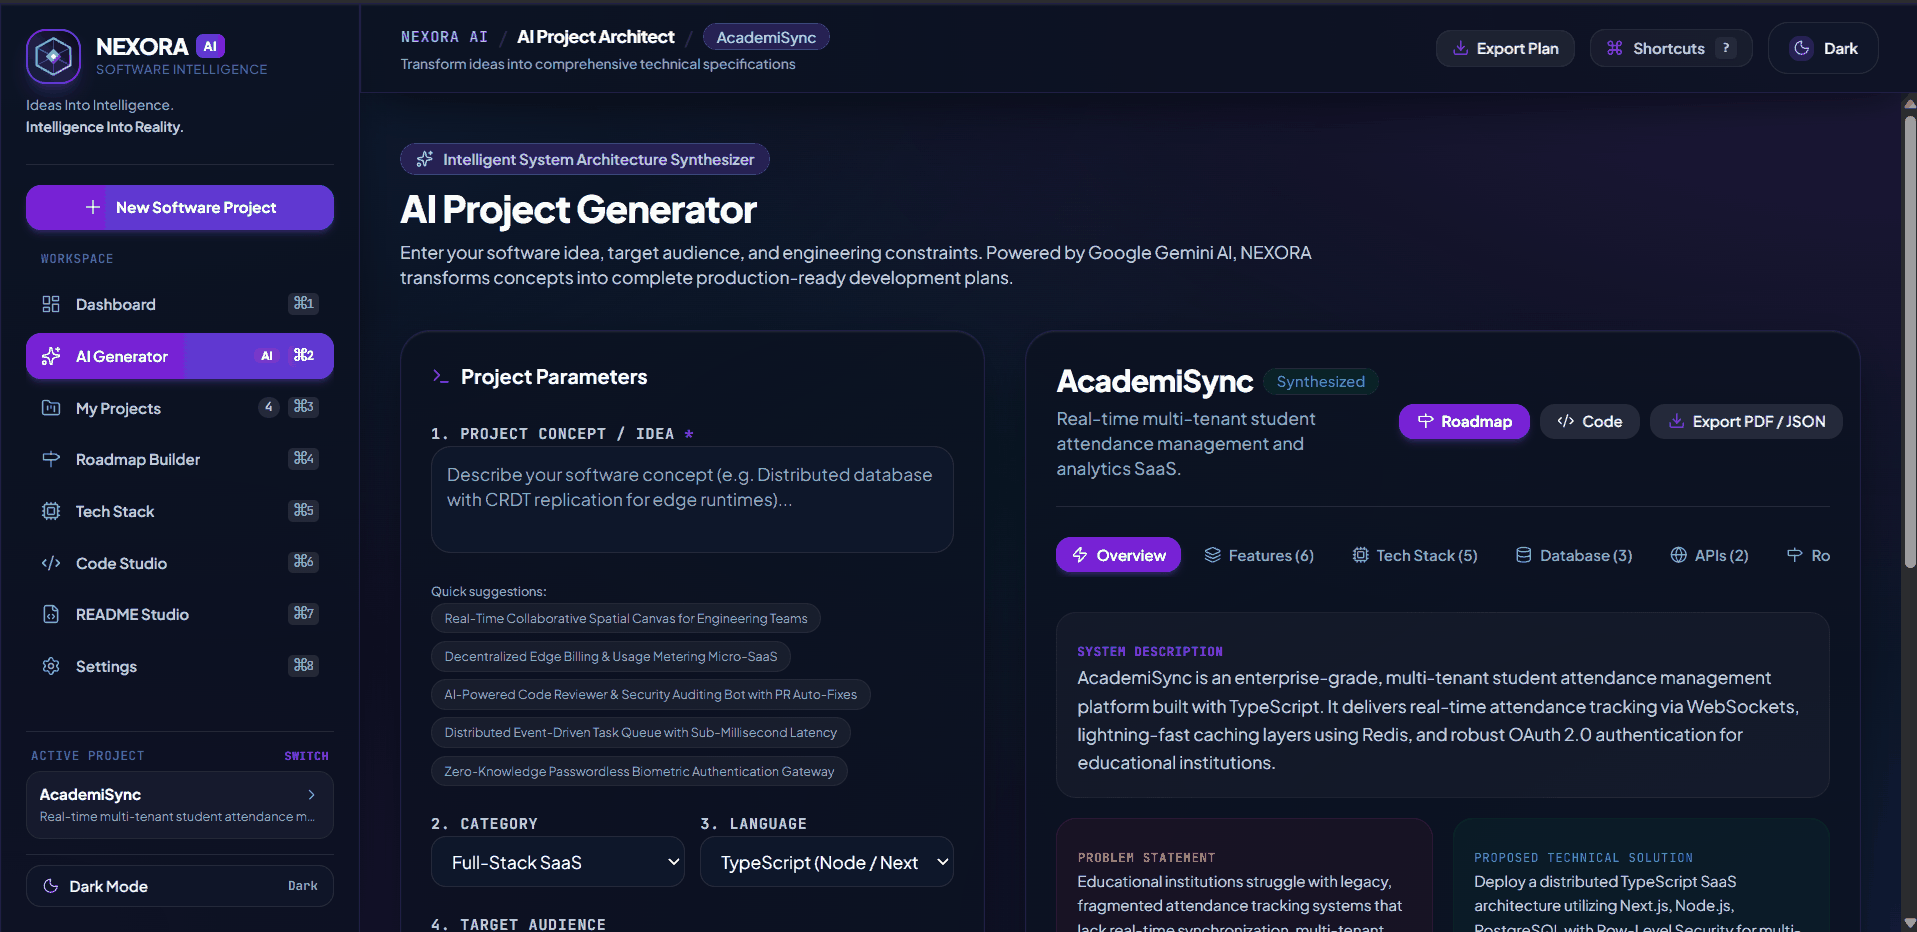 NEXORA AI
SOFTWARE INTELLIGENCE
Ideas Into Intelligence.
Intelligence Into Reality.
+ New Software Project
WORKSPACE
Dashboard ⌘1
AI Generator AI ⌘2
My Projects 4 ⌘3
Roadmap Builder ⌘4
Tech Stack ⌘5
Code Studio ⌘6
README Studio ⌘7
Settings ⌘8
ACTIVE PROJECT SWITCH
AcademiSync
Real-time multi-tenant student attendance m...
Dark Mode Dark
NEXORA AI / AI Project Architect / AcademiSync
Transform ideas into comprehensive technical specifications
Export Plan
⌘ Shortcuts ?
Dark
Intelligent System Architecture Synthesizer
AI Project Generator
Enter your software idea, target audience, and engineering constraints. Powered by Google Gemini AI, NEXORA
transforms concepts into complete production-ready development plans.
Project Parameters
1. PROJECT CONCEPT / IDEA *
Describe your software concept (e.g. Distributed database
with CRDT replication for edge runtimes)...
Quick suggestions:
Real-Time Collaborative Spatial Canvas for Engineering Teams
Decentralized Edge Billing & Usage Metering Micro-SaaS
AI-Powered Code Reviewer & Security Auditing Bot with PR Auto-Fixes
Distributed Event-Driven Task Queue with Sub-Millisecond Latency
Zero-Knowledge Passwordless Biometric Authentication Gateway
2. CATEGORY
Full-Stack SaaS
3. LANGUAGE
TypeScript (Node / Next
4. TARGET AUDIENCE
AcademiSync Synthesized
Real-time multi-tenant student
attendance management and
analytics SaaS.
Roadmap
</> Code
Export PDF / JSON
Overview
Features (6)
Tech Stack (5)
Database (3)
APIs (2)
Ro
SYSTEM DESCRIPTION
AcademiSync is an enterprise-grade, multi-tenant student attendance management
platform built with TypeScript. It delivers real-time attendance tracking via WebSockets,
lightning-fast caching layers using Redis, and robust OAuth 2.0 authentication for
educational institutions.
PROBLEM STATEMENT
Educational institutions struggle with legacy,
fragmented attendance tracking systems that
lack real-time synchronization, multi-tenant
PROPOSED TECHNICAL SOLUTION
Deploy a distributed TypeScript SaaS
architecture utilizing Next.js, Node.js,
PostgreSQL with Row-Level Security for multi-